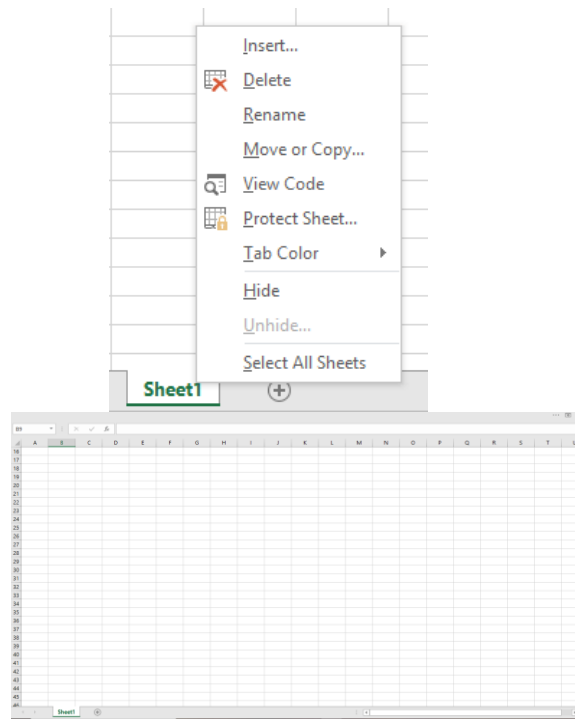 Insert...
Delete
Rename
Move or Copy...
View Code
Protect Sheet...
Tab Color
Hide
Unhide...
Select All Sheets
Sheet1
A B C D E F G H I J K L M N O P Q R S T
16
17
18
19
20
21
22
23
24
25
26
27
28
29
30
31
32
33
34
35
36
37
38
39
40
41
42
43
44
45
46
Sheet1